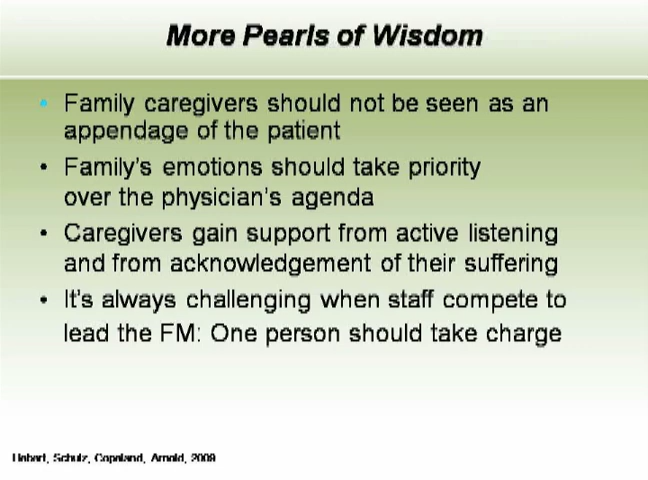 More Pearls of Wisdom
• Family caregivers should not be seen as an
appendage of the patient
• Family's emotions should take priority
over the physician's agenda
• Caregivers gain support from active listening
and from acknowledgement of their suffering
• It's always challenging when staff compete to
lead the FM: One person should take charge
Schulz, Copeland, Arnold, 2009